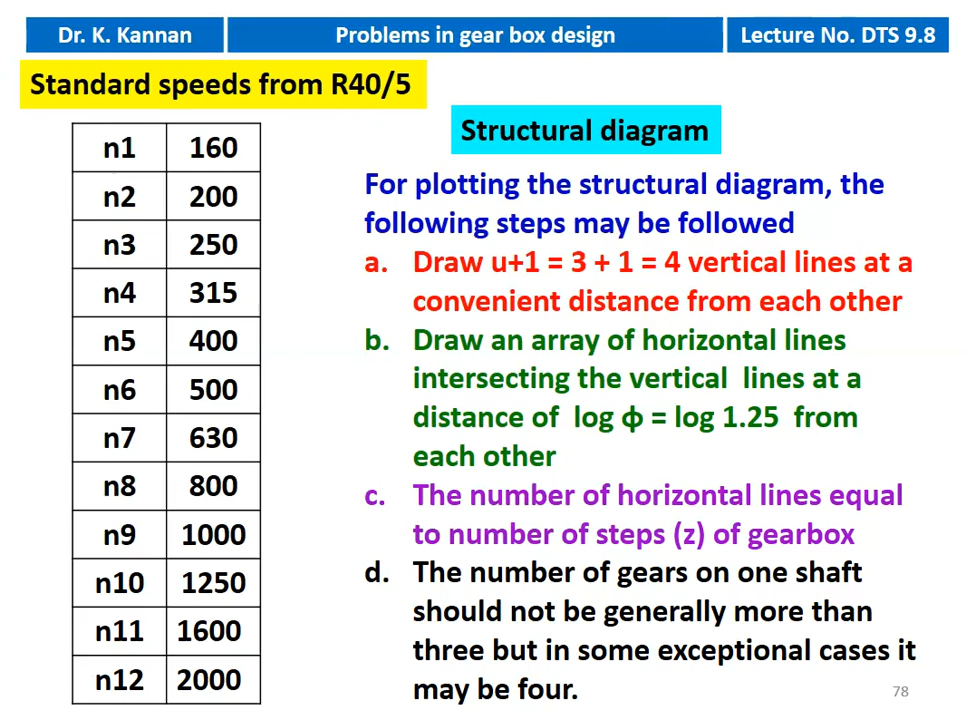 Dr. K. Kannan
Problems in gear box design
Lecture No. DTS 9.8
Standard speeds from R40/5
Structural diagram
n1 160
n2 200
n3 250
n4 315
n5 400
n6 500
n7 630
n8 800
n9 1000
n10 1250
n11 1600
n12 2000
For plotting the structural diagram, the
following steps may be followed
a. Draw u+1 = 3 + 1 = 4 vertical lines at a
convenient distance from each other
b. Draw an array of horizontal lines
intersecting the vertical lines at a
distance of log ф = log 1.25 from
each other
c. The number of horizontal lines equal
to number of steps (z) of gearbox
d. The number of gears on one shaft
should not be generally more than
three but in some exceptional cases it
may be four.
78